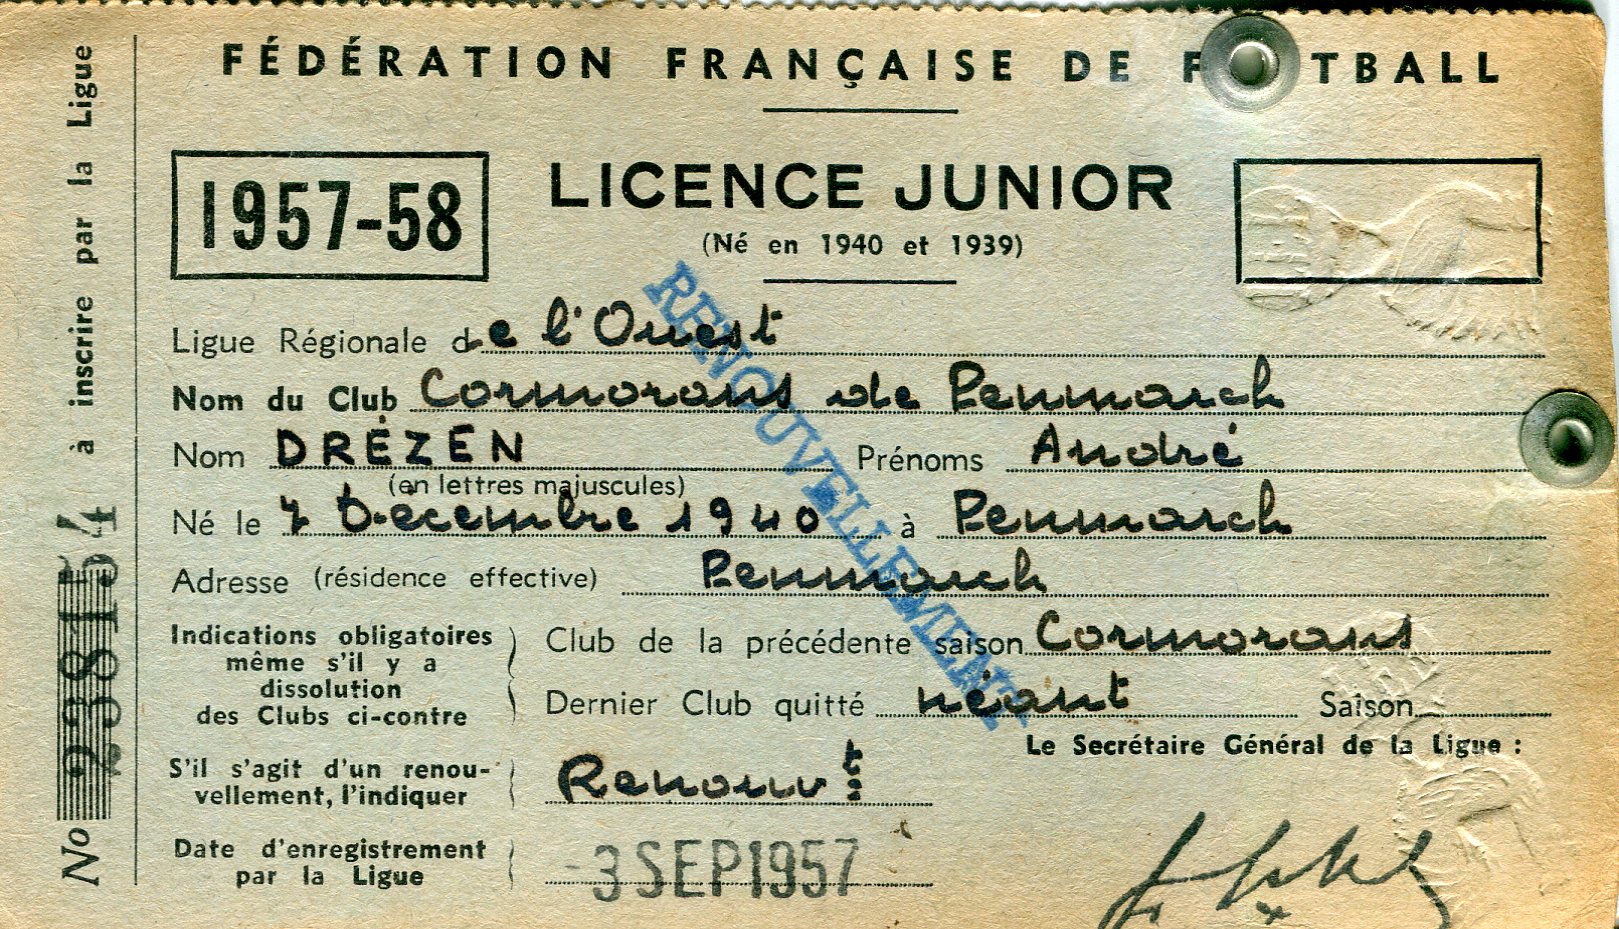 FÉDÉRATION FRANÇAISE DE F TBALL
1957-58
LICENCE JUNIOR
(Né en 1940 et 1939)
RENOUVELLEMENT
Ligue Régionale de l'Ouest
Nom du Club Cormorans de Penmarch
Nom DRÉZEN Prénoms André
(en lettres majuscules)
Né le 7 Décembre 1940 à Penmarch
Adresse (résidence effective) Penmarch
Indications obligatoires
même s'il y a
dissolution
des Clubs ci-contre
Club de la précédente saison Cormorans
Dernier Club quitté néant Saison
Le Secrétaire Général de la Ligue :
S'il s'agit d'un renou-
vellement, l'indiquer
Renouvt
Date d'enregistrement
par la Ligue
-3 SEP 1957
No 238154 à inscrire par la Ligue